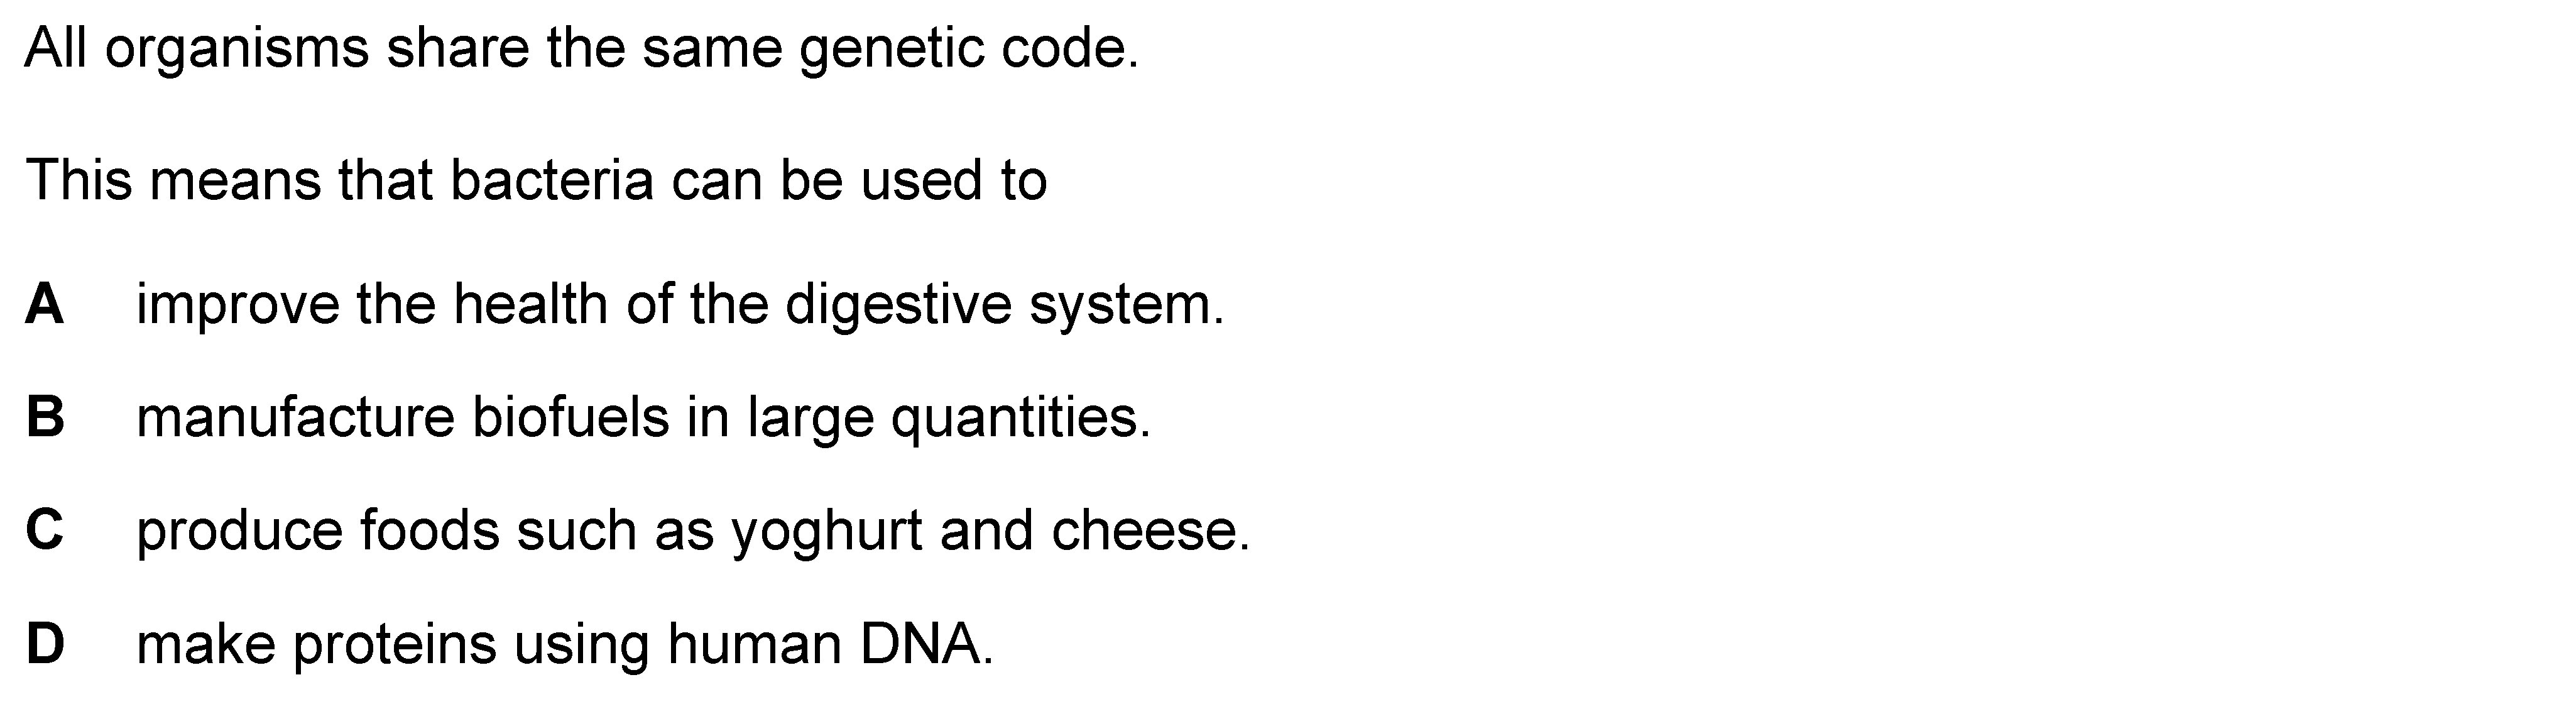 All organisms share the same genetic code.
This means that bacteria can be used to
A improve the health of the digestive system.
B manufacture biofuels in large quantities.
C produce foods such as yoghurt and cheese.
D make proteins using human DNA.